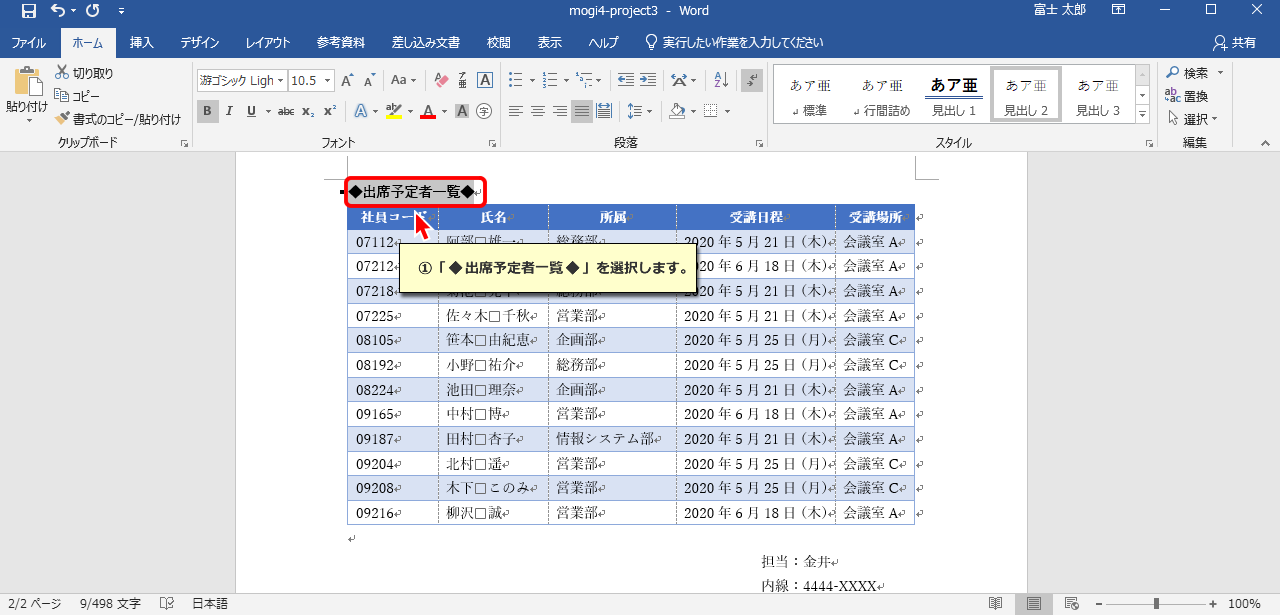 mogi4-project3 - Word
富士 太郎
ファイル ホーム 挿入 デザイン レイアウト 参考資料 差し込み文書 校閲 表示 ヘルプ 実行したい作業を入力してください 共有
貼り付け
切り取り
コピー
書式のコピー/貼り付け
クリップボード
游ゴシック Ligh 10.5
フォント
段落
あア亜 あア亜 あア亜 あア亜 あア亜
標準 行間詰め 見出し 1 見出し 2 見出し 3
スタイル
検索
置換
選択
編集
◆出席予定者一覧◆
社員コード 氏名 所属 受講日程 受講場所
07112 阿部□雄一 総務部 2020 年 5 月 21 日（木） 会議室 A
07212 2020 年 6 月 18 日（木） 会議室 A
①「 ◆ 出席予定者一覧 ◆ 」を選択します。
07218 総務部 2020 年 5 月 21 日（木） 会議室 A
07225 佐々木□千秋 営業部 2020 年 5 月 21 日（木） 会議室 A
08105 笹本□由紀恵 企画部 2020 年 5 月 25 日（月） 会議室 C
08192 小野□祐介 総務部 2020 年 5 月 25 日（月） 会議室 C
08224 池田□理奈 企画部 2020 年 5 月 21 日（木） 会議室 A
09165 中村□博 営業部 2020 年 6 月 18 日（木） 会議室 A
09187 田村□杏子 情報システム部 2020 年 5 月 21 日（木） 会議室 A
09204 北村□遥 営業部 2020 年 5 月 25 日（月） 会議室 C
09208 木下□このみ 営業部 2020 年 5 月 25 日（月） 会議室 C
09216 柳沢□誠 営業部 2020 年 6 月 18 日（木） 会議室 A
担当：金井
内線：4444-XXXX
2/2 ページ 9/498 文字 日本語 100%